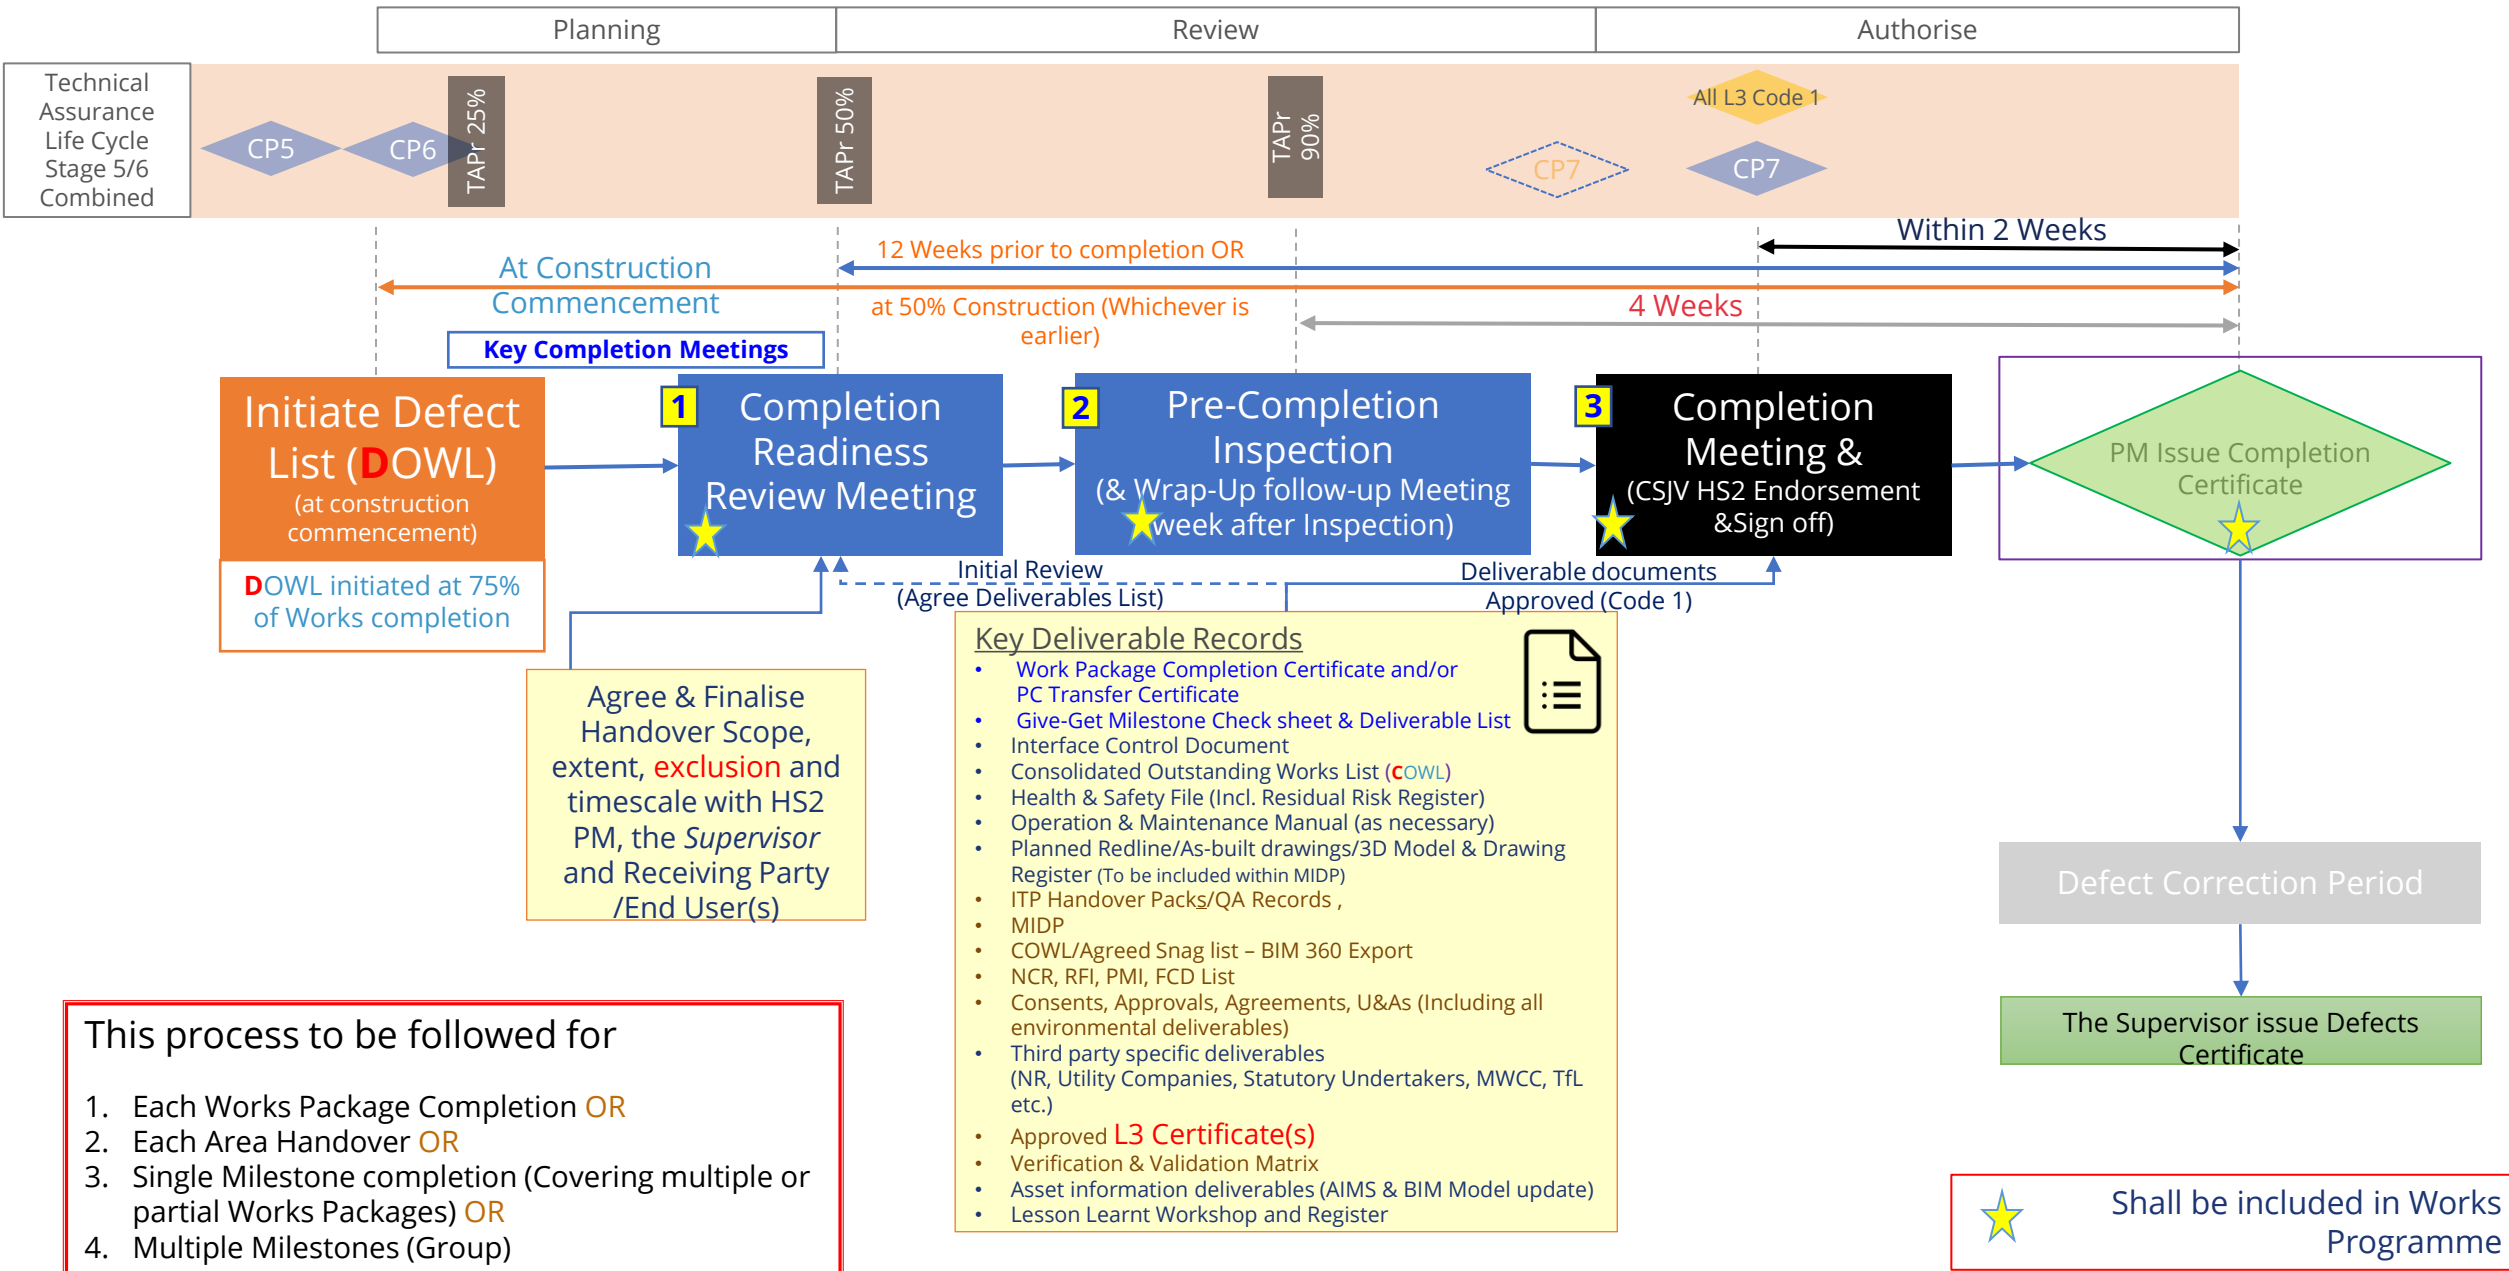 Planning
Review
Authorise
Technical
Assurance
Life Cycle
Stage 5/6
Combined
CP5
CP6
TAPr 25%
TAPr 50%
TAPr
90%
CP7
All L3 Code 1
CP7
Within 2 Weeks
12 Weeks prior to completion OR
At Construction
Commencement
at 50% Construction (Whichever is
earlier)
4 Weeks
Key Completion Meetings
Initiate Defect
List (DOWL)
(at construction
commencement)
DOWL initiated at 75%
of Works completion
1
Completion
Readiness
Review Meeting
2
Pre-Completion
Inspection
(& Wrap-Up follow-up Meeting
week after Inspection)
3
Completion
Meeting &
(CSJV HS2 Endorsement
&Sign off)
PM Issue Completion
Certificate
Initial Review
(Agree Deliverables List)
Deliverable documents
Approved (Code 1)
Agree & Finalise
Handover Scope,
extent, exclusion and
timescale with HS2
PM, the Supervisor
and Receiving Party
/End User(s)
Key Deliverable Records
• Work Package Completion Certificate and/or
PC Transfer Certificate
• Give-Get Milestone Check sheet & Deliverable List
• Interface Control Document
• Consolidated Outstanding Works List (COWL)
• Health & Safety File (Incl. Residual Risk Register)
• Operation & Maintenance Manual (as necessary)
• Planned Redline/As-built drawings/3D Model & Drawing
Register (To be included within MIDP)
• ITP Handover Packs/QA Records ,
• MIDP
• COWL/Agreed Snag list – BIM 360 Export
• NCR, RFI, PMI, FCD List
• Consents, Approvals, Agreements, U&As (Including all
environmental deliverables)
• Third party specific deliverables
(NR, Utility Companies, Statutory Undertakers, MWCC, TfL
etc.)
• Approved L3 Certificate(s)
• Verification & Validation Matrix
• Asset information deliverables (AIMS & BIM Model update)
• Lesson Learnt Workshop and Register
Defect Correction Period
The Supervisor issue Defects
Certificate
This process to be followed for
1. Each Works Package Completion OR
2. Each Area Handover OR
3. Single Milestone completion (Covering multiple or
partial Works Packages) OR
4. Multiple Milestones (Group)
Shall be included in Works
Programme